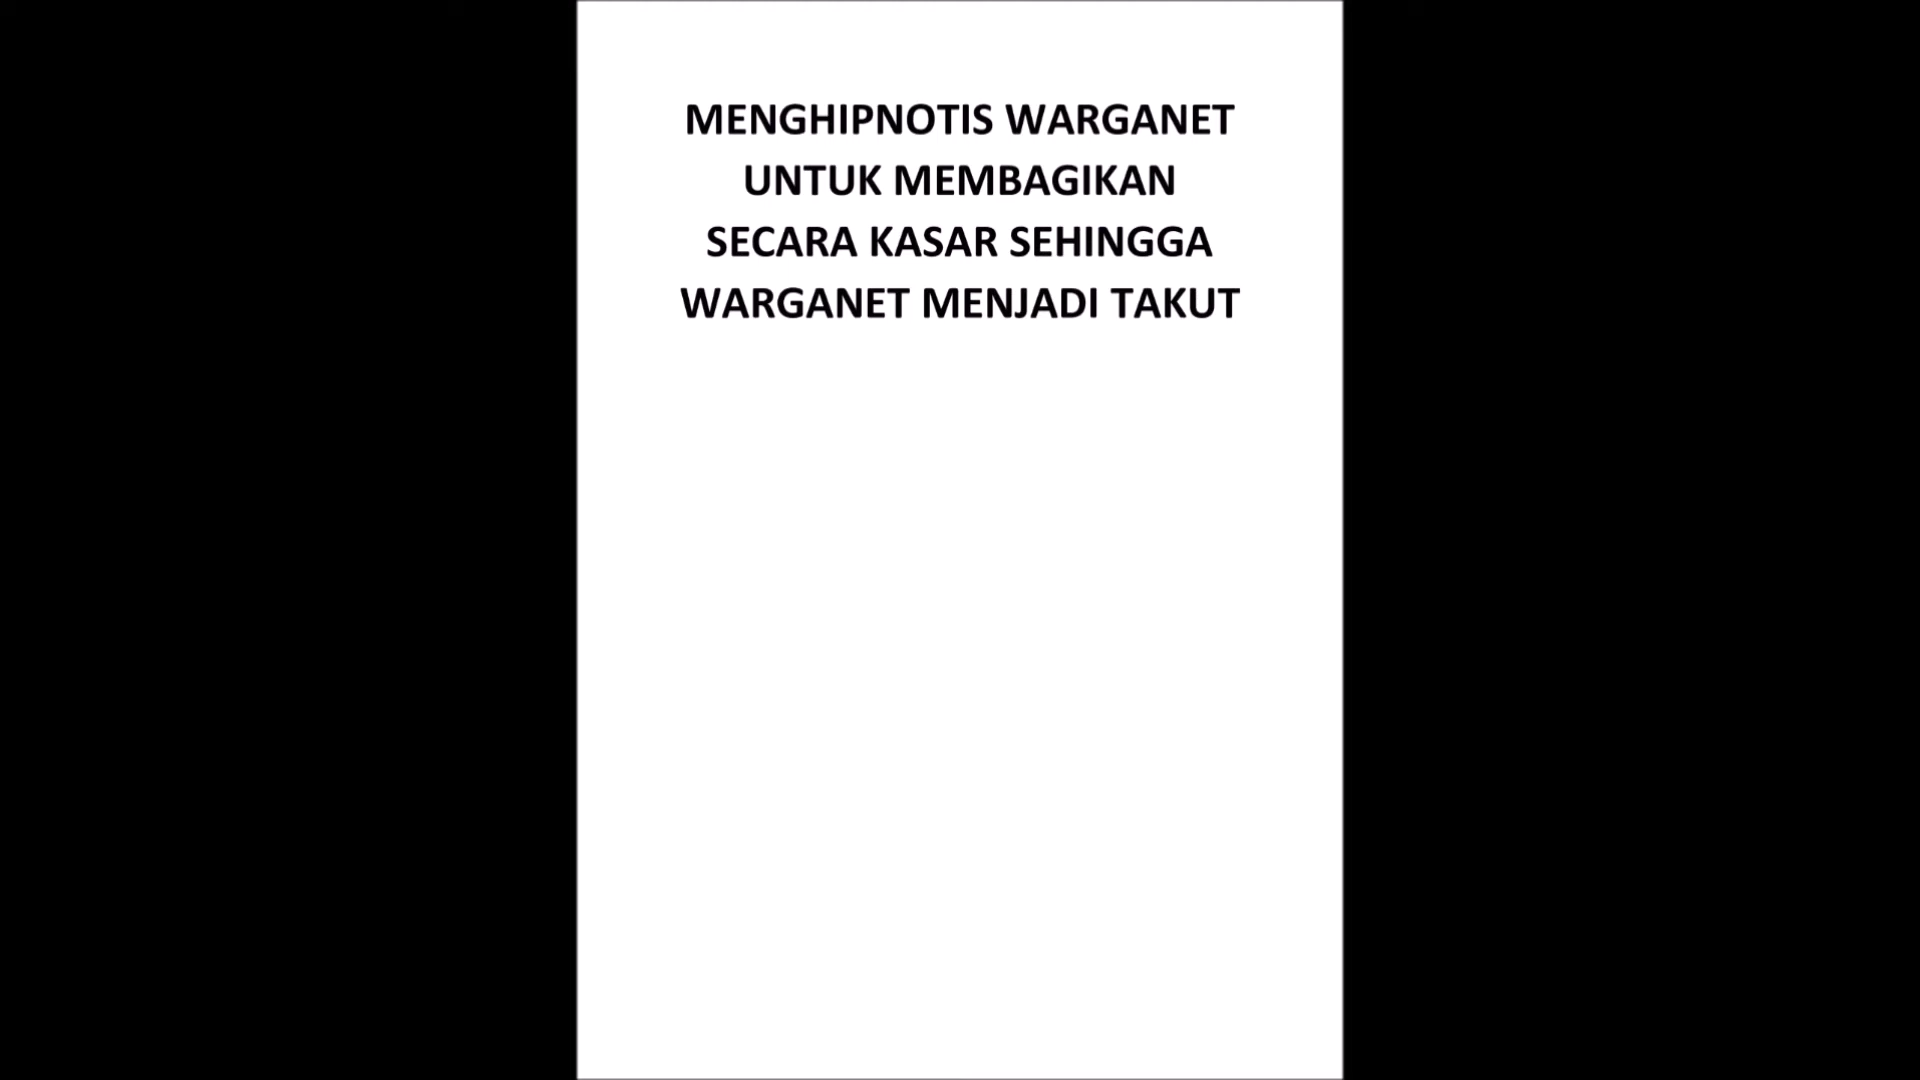 MENGHIPNOTIS WARGANET
UNTUK MEMBAGIKAN
SECARA KASAR SEHINGGA
WARGANET MENJADI TAKUT